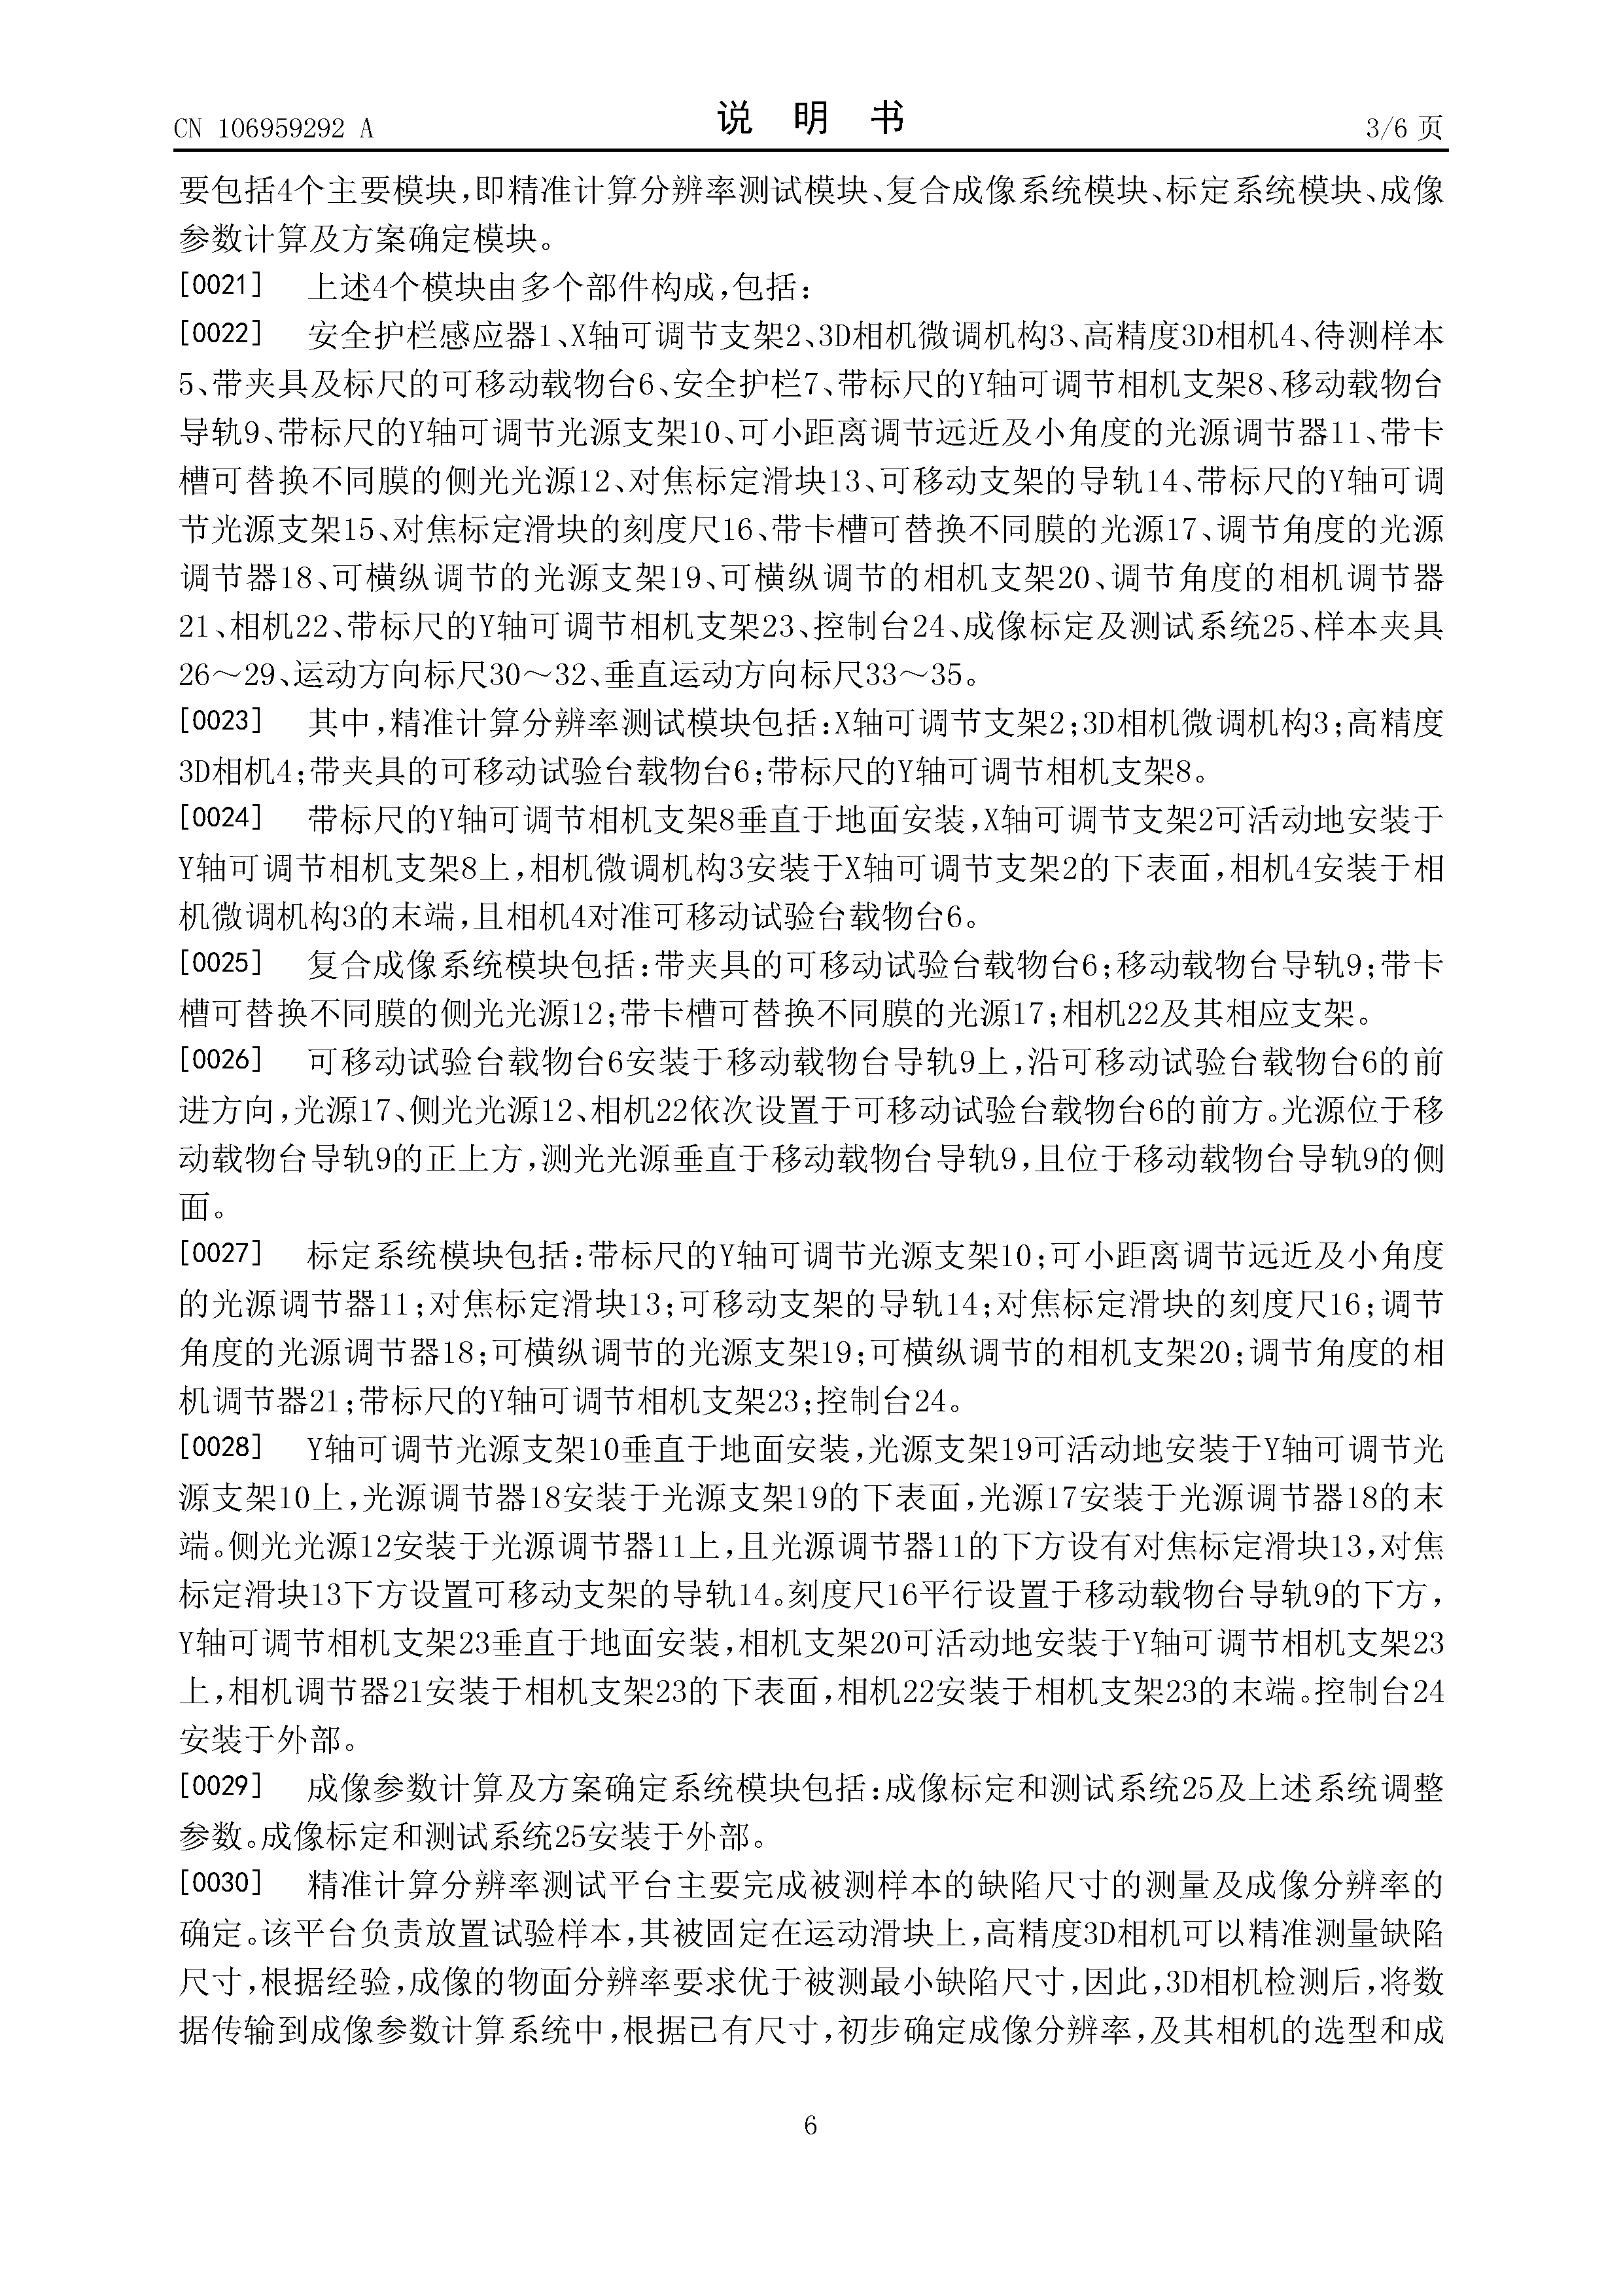 CN 106959292 A
说 明 书
3/6 页
要包括4个主要模块,即精准计算分辨率测试模块、复合成像系统模块、标定系统模块、成像
参数计算及方案确定模块。
[0021] 上述4个模块由多个部件构成,包括:
[0022] 安全护栏感应器1、X轴可调节支架2、3D相机微调机构3、高精度3D相机4、待测样本
5、带夹具及标尺的可移动载物台6、安全护栏7、带标尺的Y轴可调节相机支架8、移动载物台
导轨9、带标尺的Y轴可调节光源支架10、可小距离调节远近及小角度的光源调节器11、带卡
槽可替换不同膜的侧光光源12、对焦标定滑块13、可移动支架的导轨14、带标尺的Y轴可调
节光源支架15、对焦标定滑块的刻度尺16、带卡槽可替换不同膜的光源17、调节角度的光源
调节器18、可横纵调节的光源支架19、可横纵调节的相机支架20、调节角度的相机调节器
21、相机22、带标尺的Y轴可调节相机支架23、控制台24、成像标定及测试系统25、样本夹具
26～29、运动方向标尺30～32、垂直运动方向标尺33～35。
[0023] 其中,精准计算分辨率测试模块包括:X轴可调节支架2;3D相机微调机构3;高精度
3D相机4;带夹具的可移动试验台载物台6;带标尺的Y轴可调节相机支架8。
[0024] 带标尺的Y轴可调节相机支架8垂直于地面安装,X轴可调节支架2可活动地安装于
Y轴可调节相机支架8上,相机微调机构3安装于X轴可调节支架2的下表面,相机4安装于相
机微调机构3的末端,且相机4对准可移动试验台载物台6。
[0025] 复合成像系统模块包括:带夹具的可移动试验台载物台6;移动载物台导轨9;带卡
槽可替换不同膜的侧光光源12;带卡槽可替换不同膜的光源17;相机22及其相应支架。
[0026] 可移动试验台载物台6安装于移动载物台导轨9上,沿可移动试验台载物台6的前
进方向,光源17、侧光光源12、相机22依次设置于可移动试验台载物台6的前方。光源位于移
动载物台导轨9的正上方,测光光源垂直于移动载物台导轨9,且位于移动载物台导轨9的侧
面。
[0027] 标定系统模块包括:带标尺的Y轴可调节光源支架10;可小距离调节远近及小角度
的光源调节器11;对焦标定滑块13;可移动支架的导轨14;对焦标定滑块的刻度尺16;调节
角度的光源调节器18;可横纵调节的光源支架19;可横纵调节的相机支架20;调节角度的相
机调节器21;带标尺的Y轴可调节相机支架23;控制台24。
[0028] Y轴可调节光源支架10垂直于地面安装,光源支架19可活动地安装于Y轴可调节光
源支架10上,光源调节器18安装于光源支架19的下表面,光源17安装于光源调节器18的末
端。侧光光源12安装于光源调节器11上,且光源调节器11的下方设有对焦标定滑块13,对焦
标定滑块13下方设置可移动支架的导轨14。刻度尺16平行设置于移动载物台导轨9的下方,
Y轴可调节相机支架23垂直于地面安装,相机支架20可活动地安装于Y轴可调节相机支架23
上,相机调节器21安装于相机支架23的下表面,相机22安装于相机支架23的末端。控制台24
安装于外部。
[0029] 成像参数计算及方案确定系统模块包括:成像标定和测试系统25及上述系统调整
参数。成像标定和测试系统25安装于外部。
[0030] 精准计算分辨率测试平台主要完成被测样本的缺陷尺寸的测量及成像分辨率的
确定。该平台负责放置试验样本,其被固定在运动滑块上,高精度3D相机可以精准测量缺陷
尺寸,根据经验,成像的物面分辨率要求优于被测最小缺陷尺寸,因此,3D相机检测后,将数
据传输到成像参数计算系统中,根据已有尺寸,初步确定成像分辨率,及其相机的选型和成
6